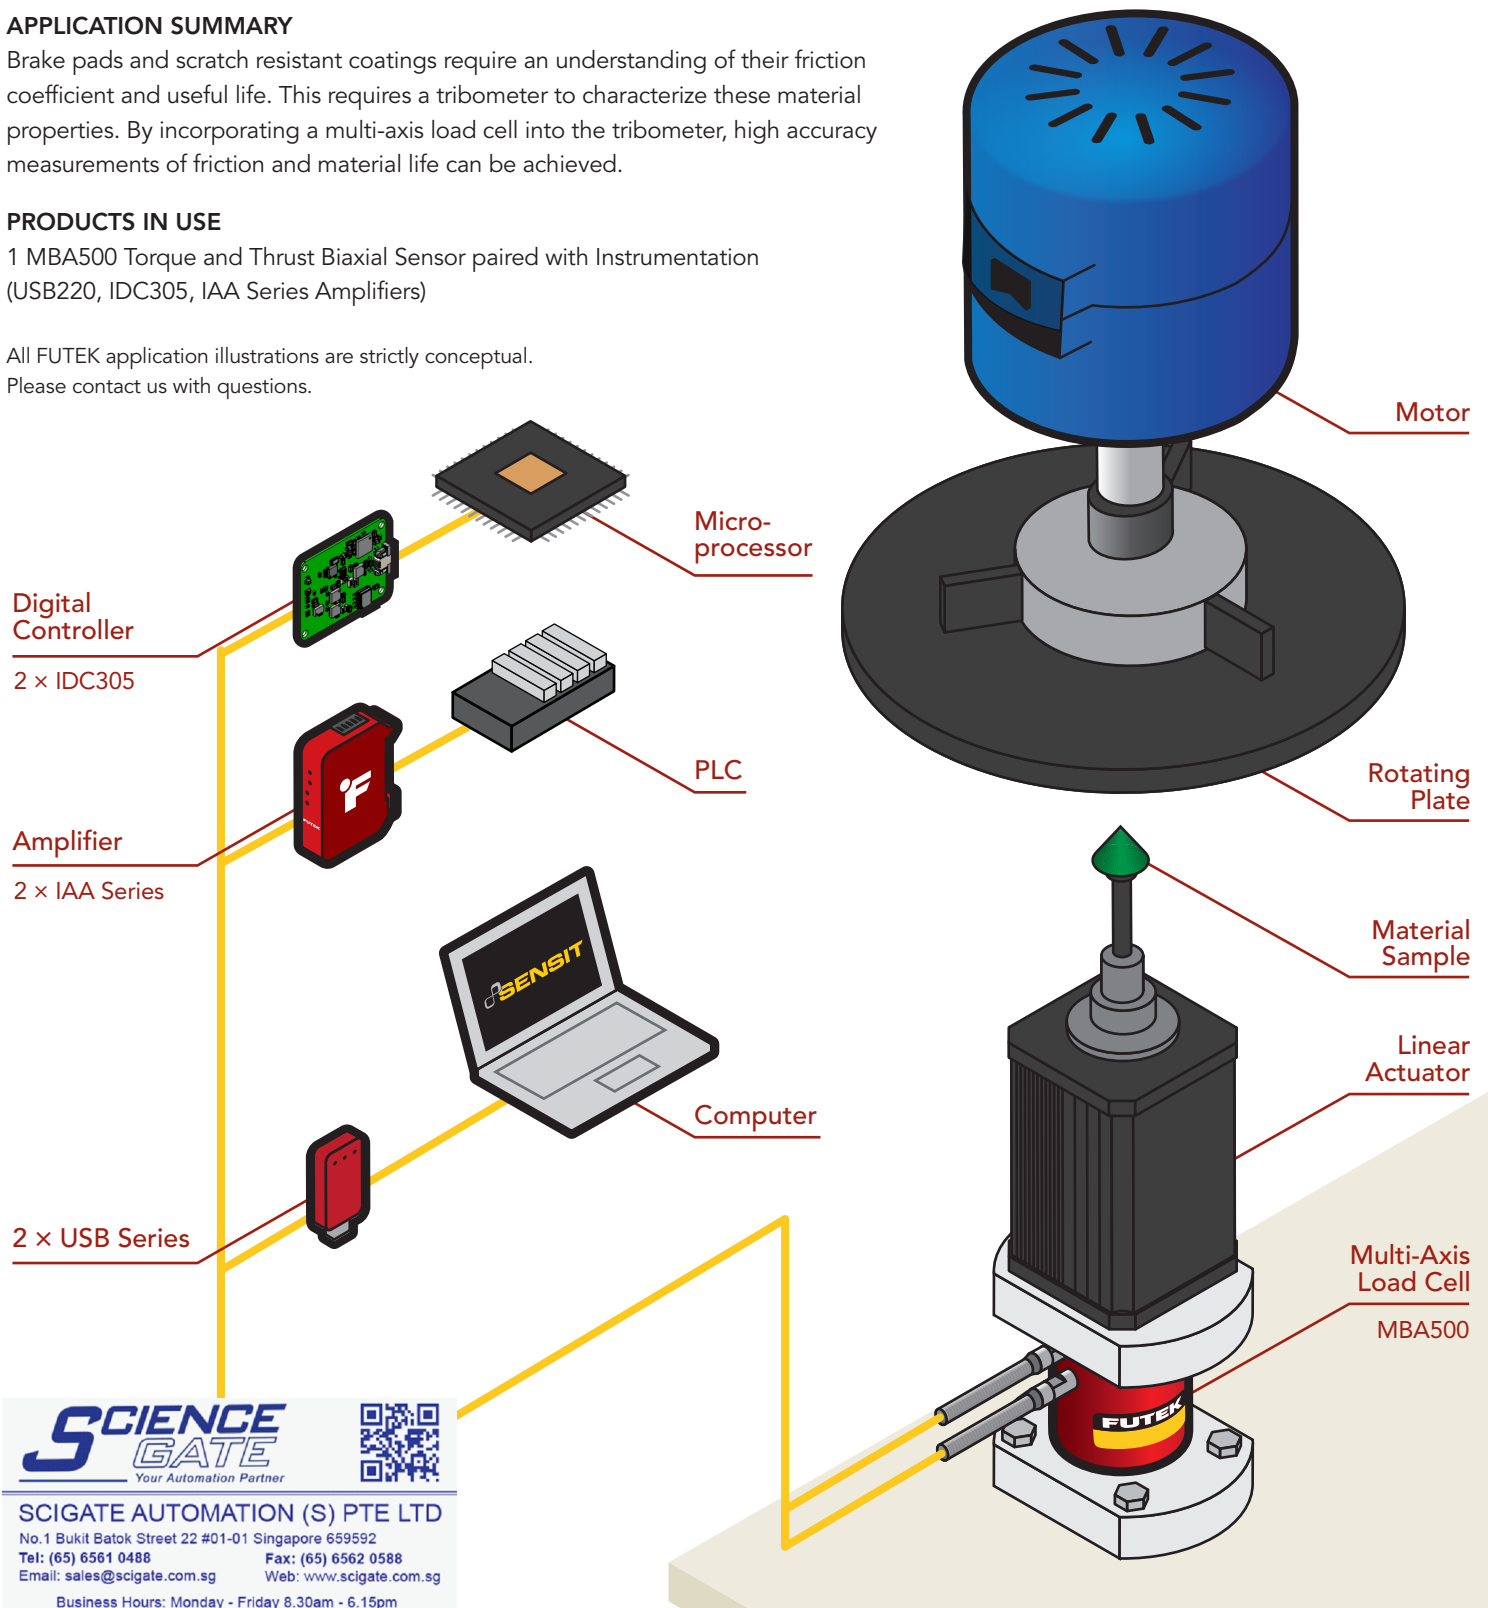 APPLICATION SUMMARY
Brake pads and scratch resistant coatings require an understanding of their friction
coefficient and useful life. This requires a tribometer to characterize these material
properties. By incorporating a multi-axis load cell into the tribometer, high accuracy
measurements of friction and material life can be achieved.
PRODUCTS IN USE
1 MBA500 Torque and Thrust Biaxial Sensor paired with Instrumentation
(USB220, IDC305, IAA Series Amplifiers)
All FUTEK application illustrations are strictly conceptual.
Please contact us with questions.
Motor
Micro-
processor
Digital
Controller
2 × IDC305
PLC
Rotating
Plate
Amplifier
2 × IAA Series
FUTEK
Material
Sample
SENSIT
Linear
Actuator
Computer
2 × USB Series
Multi-Axis
Load Cell
MBA500
FUTEK
SCIENCE
GATE
Your Automation Partner
SCIGATE AUTOMATION (S) PTE LTD
No.1 Bukit Batok Street 22 #01-01 Singapore 659592
Tel: (65) 6561 0488 Fax: (65) 6562 0588
Email: sales@scigate.com.sg Web: www.scigate.com.sg
Business Hours: Monday - Friday 8.30am - 6.15pm